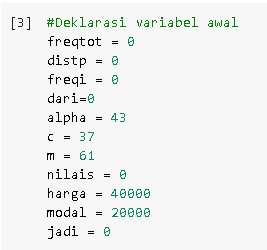 [3] #Deklarasi variabel awal
freqtot = 0
distp = 0
freqi = 0
dari=0
alpha = 43
c = 37
m = 61
nilais = 0
harga = 40000
modal = 20000
jadi = 0